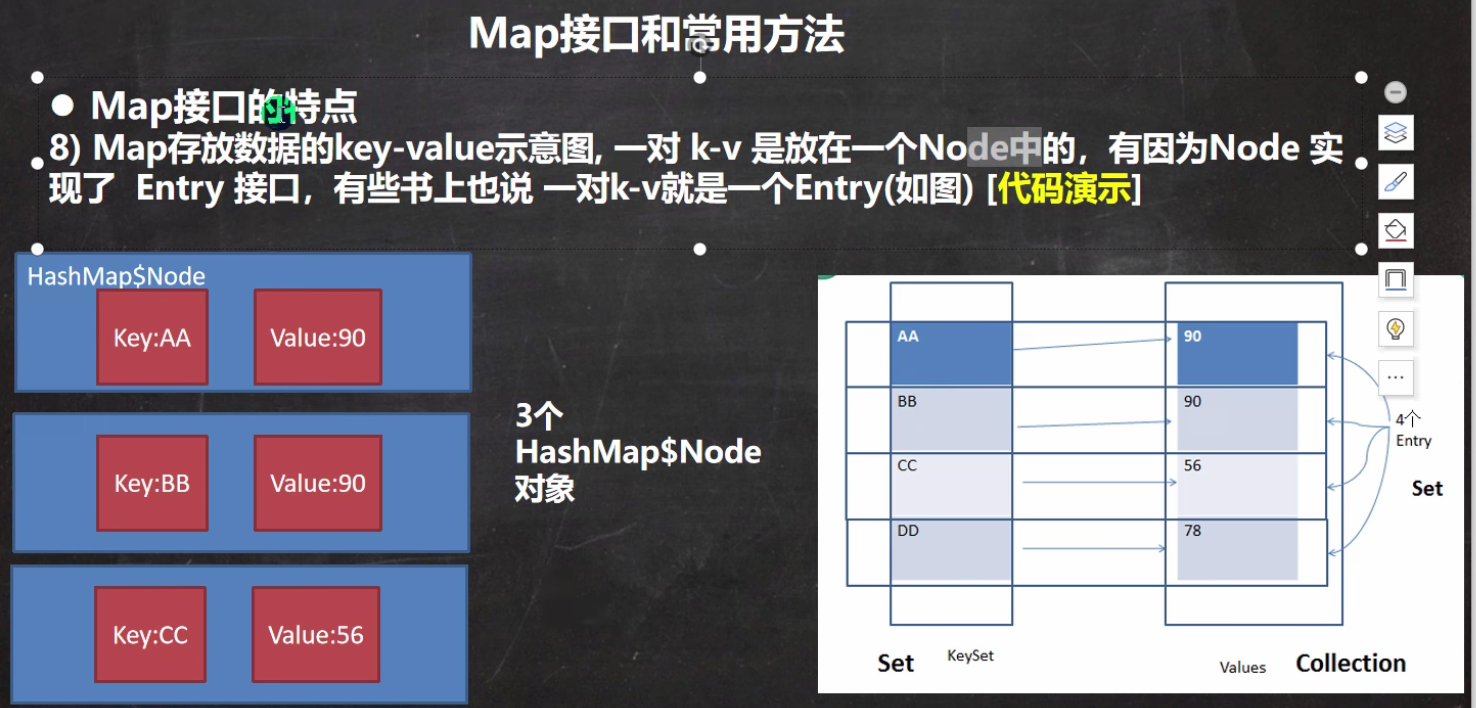 Map接口和常用方法
● Map接口的特点
8) Map存放数据的key-value示意图, 一对 k-v 是放在一个Node中的，有因为Node 实
现了 Entry 接口，有些书上也说 一对k-v就是一个Entry(如图) [代码演示]
HashMap$Node
Key:AA
Value:90
Key:BB
Value:90
Key:CC
Value:56
3个
HashMap$Node
对象
AA
90
BB
90
CC
56
DD
78
4个
Entry
Set
Set
KeySet
Values
Collection